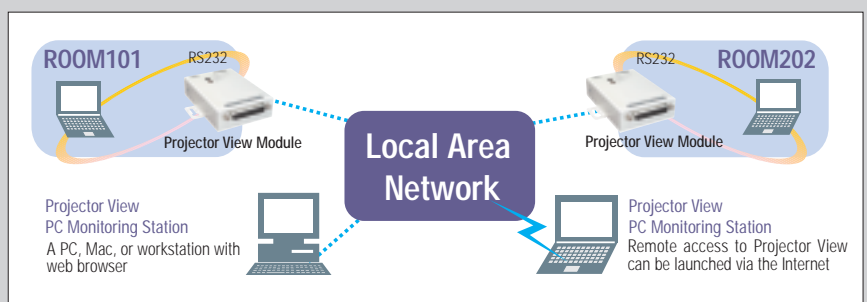 ROOM101
RS232
Projector View Module
RS232
ROOM202
Projector View Module
Local Area
Network
Projector View
PC Monitoring Station
A PC, Mac, or workstation with
web browser
Projector View
PC Monitoring Station
Remote access to Projector View
can be launched via the Internet